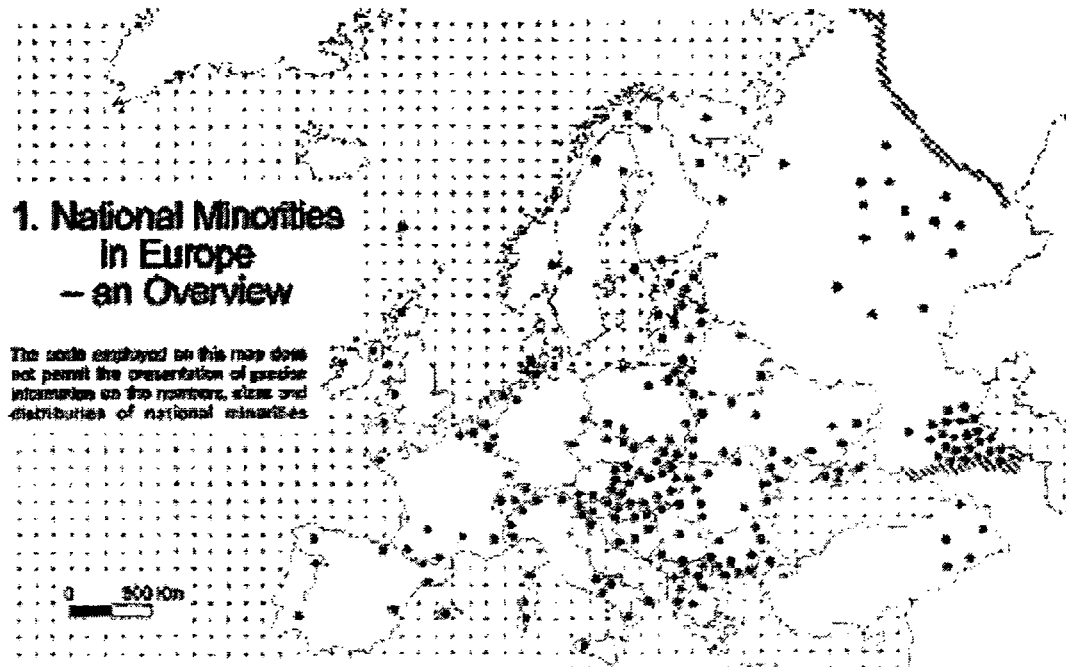 1. National Minorities
in Europe
– an Overview
The scale employed on this map does
not permit the presentation of precise
information on the numbers, sizes and
distribution of national minorities
0 500 Km